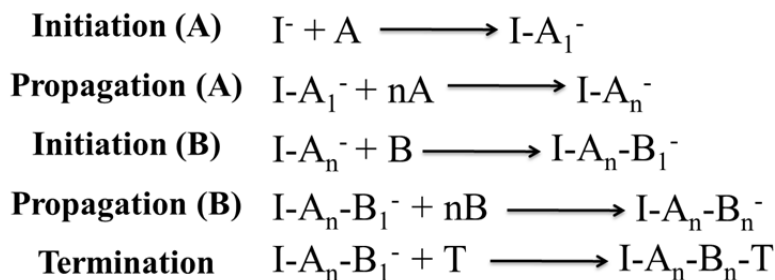 Initiation (A) I⁻ + A ⟶ I-A₁⁻
Propagation (A) I-A₁⁻ + nA ⟶ I-Aₙ⁻
Initiation (B) I-Aₙ⁻ + B ⟶ I-Aₙ-B₁⁻
Propagation (B) I-Aₙ-B₁⁻ + nB ⟶ I-Aₙ-Bₙ⁻
Termination I-Aₙ-B₁⁻ + T ⟶ I-Aₙ-Bₙ-T